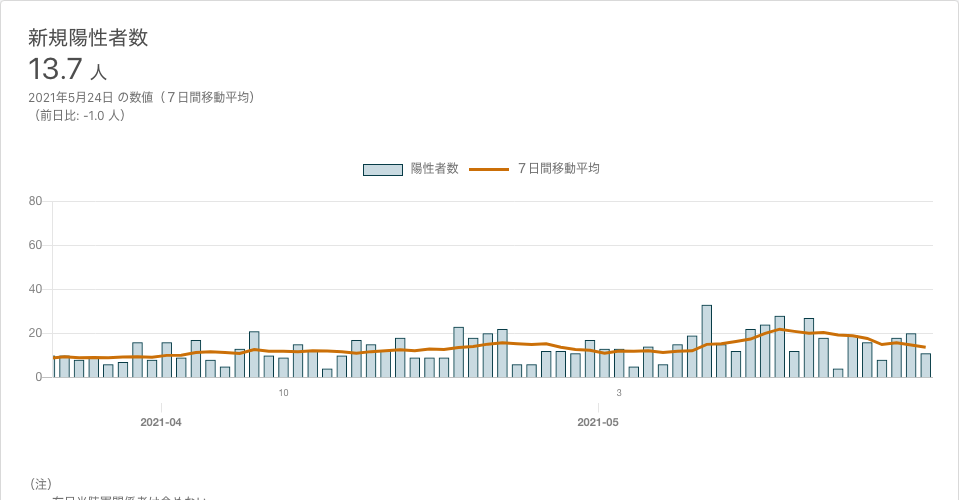 新規陽性者数
13.7 人
2021年5月24日 の数値（７日間移動平均）
（前日比: -1.0 人）
陽性者数 ７日間移動平均
80
60
40
20
0
10 3
2021-04 2021-05
（注）